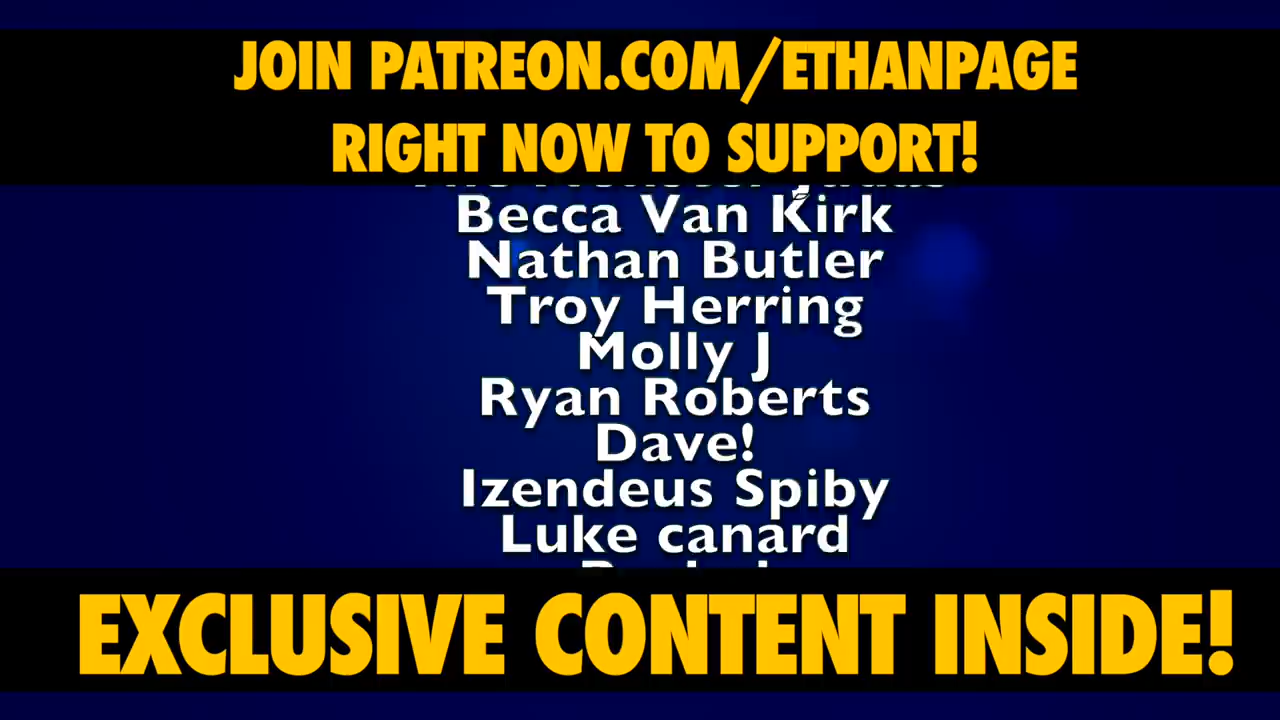 JOIN PATREON.COM/ETHANPAGE
RIGHT NOW TO SUPPORT!
Becca Van Kirk
Nathan Butler
Troy Herring
Molly J
Ryan Roberts
Dave!
Izendeus Spiby
Luke canard
EXCLUSIVE CONTENT INSIDE!